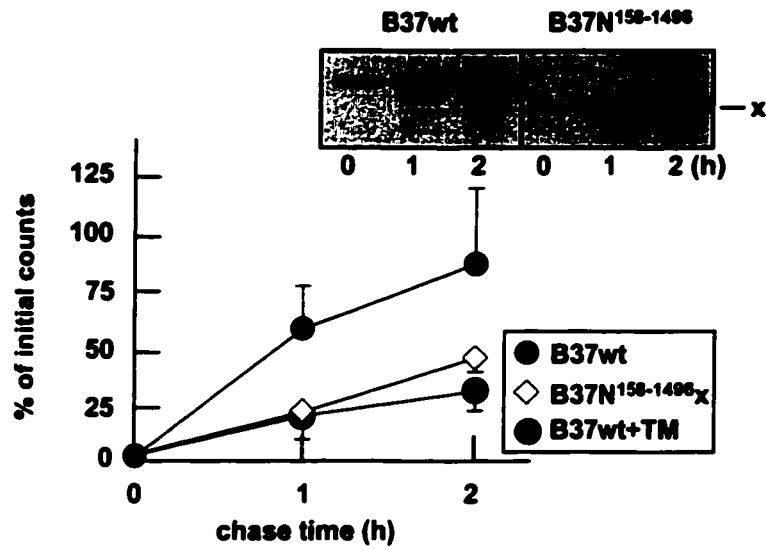 B37wt B37N¹⁵⁸⁻¹⁴⁹⁶
x
0 1 2 0 1 2 (h)
125
100
75
50
25
0
% of initial counts
B37wt
B37N¹⁵⁸⁻¹⁴⁹⁶x
B37wt+TM
0 1 2
chase time (h)